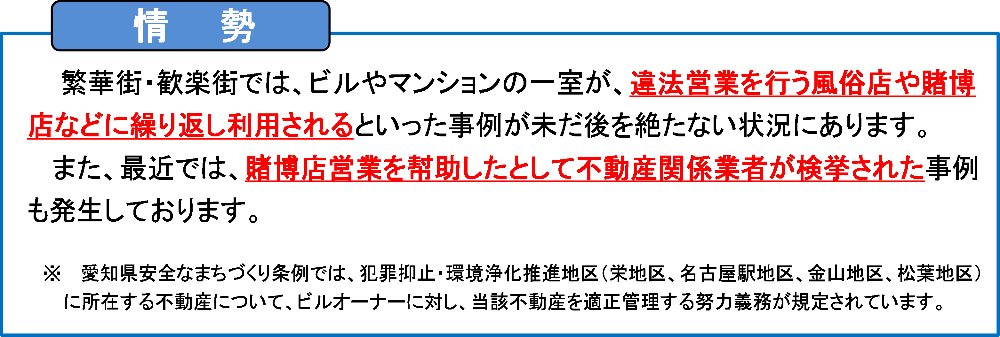 情　勢
繁華街・歓楽街では、ビルやマンションの一室が、違法営業を行う風俗店や賭博
店などに繰り返し利用されるといった事例が未だ後を絶たない状況にあります。
また、最近では、賭博店営業を幇助したとして不動産関係業者が検挙された事例
も発生しております。
※　愛知県安全なまちづくり条例では、犯罪抑止・環境浄化推進地区（栄地区、名古屋駅地区、金山地区、松葉地区）
に所在する不動産について、ビルオーナーに対し、当該不動産を適正管理する努力義務が規定されています。